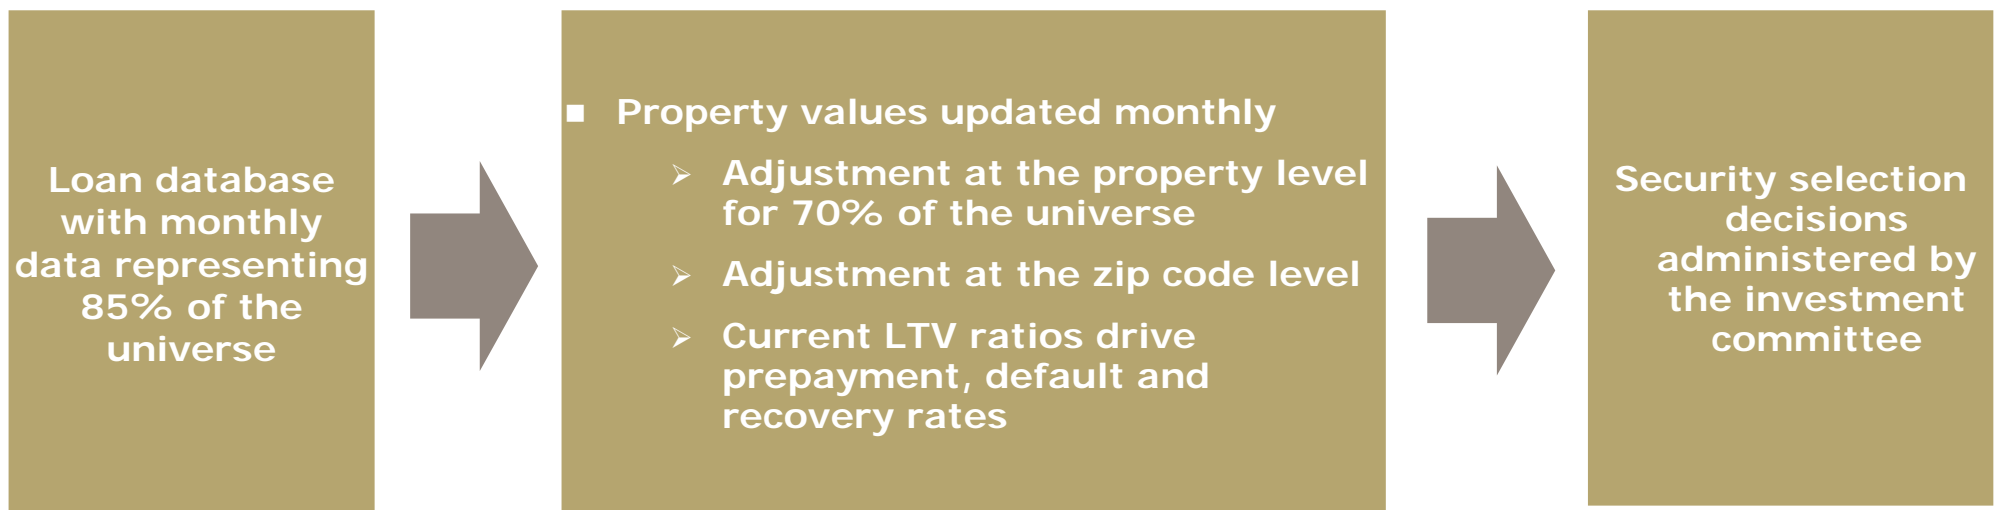 Loan database
with monthly
data representing
85% of the
universe
■ Property values updated monthly
➢ Adjustment at the property level
for 70% of the universe
➢ Adjustment at the zip code level
➢ Current LTV ratios drive
prepayment, default and
recovery rates
Security selection
decisions
administered by
the investment
committee